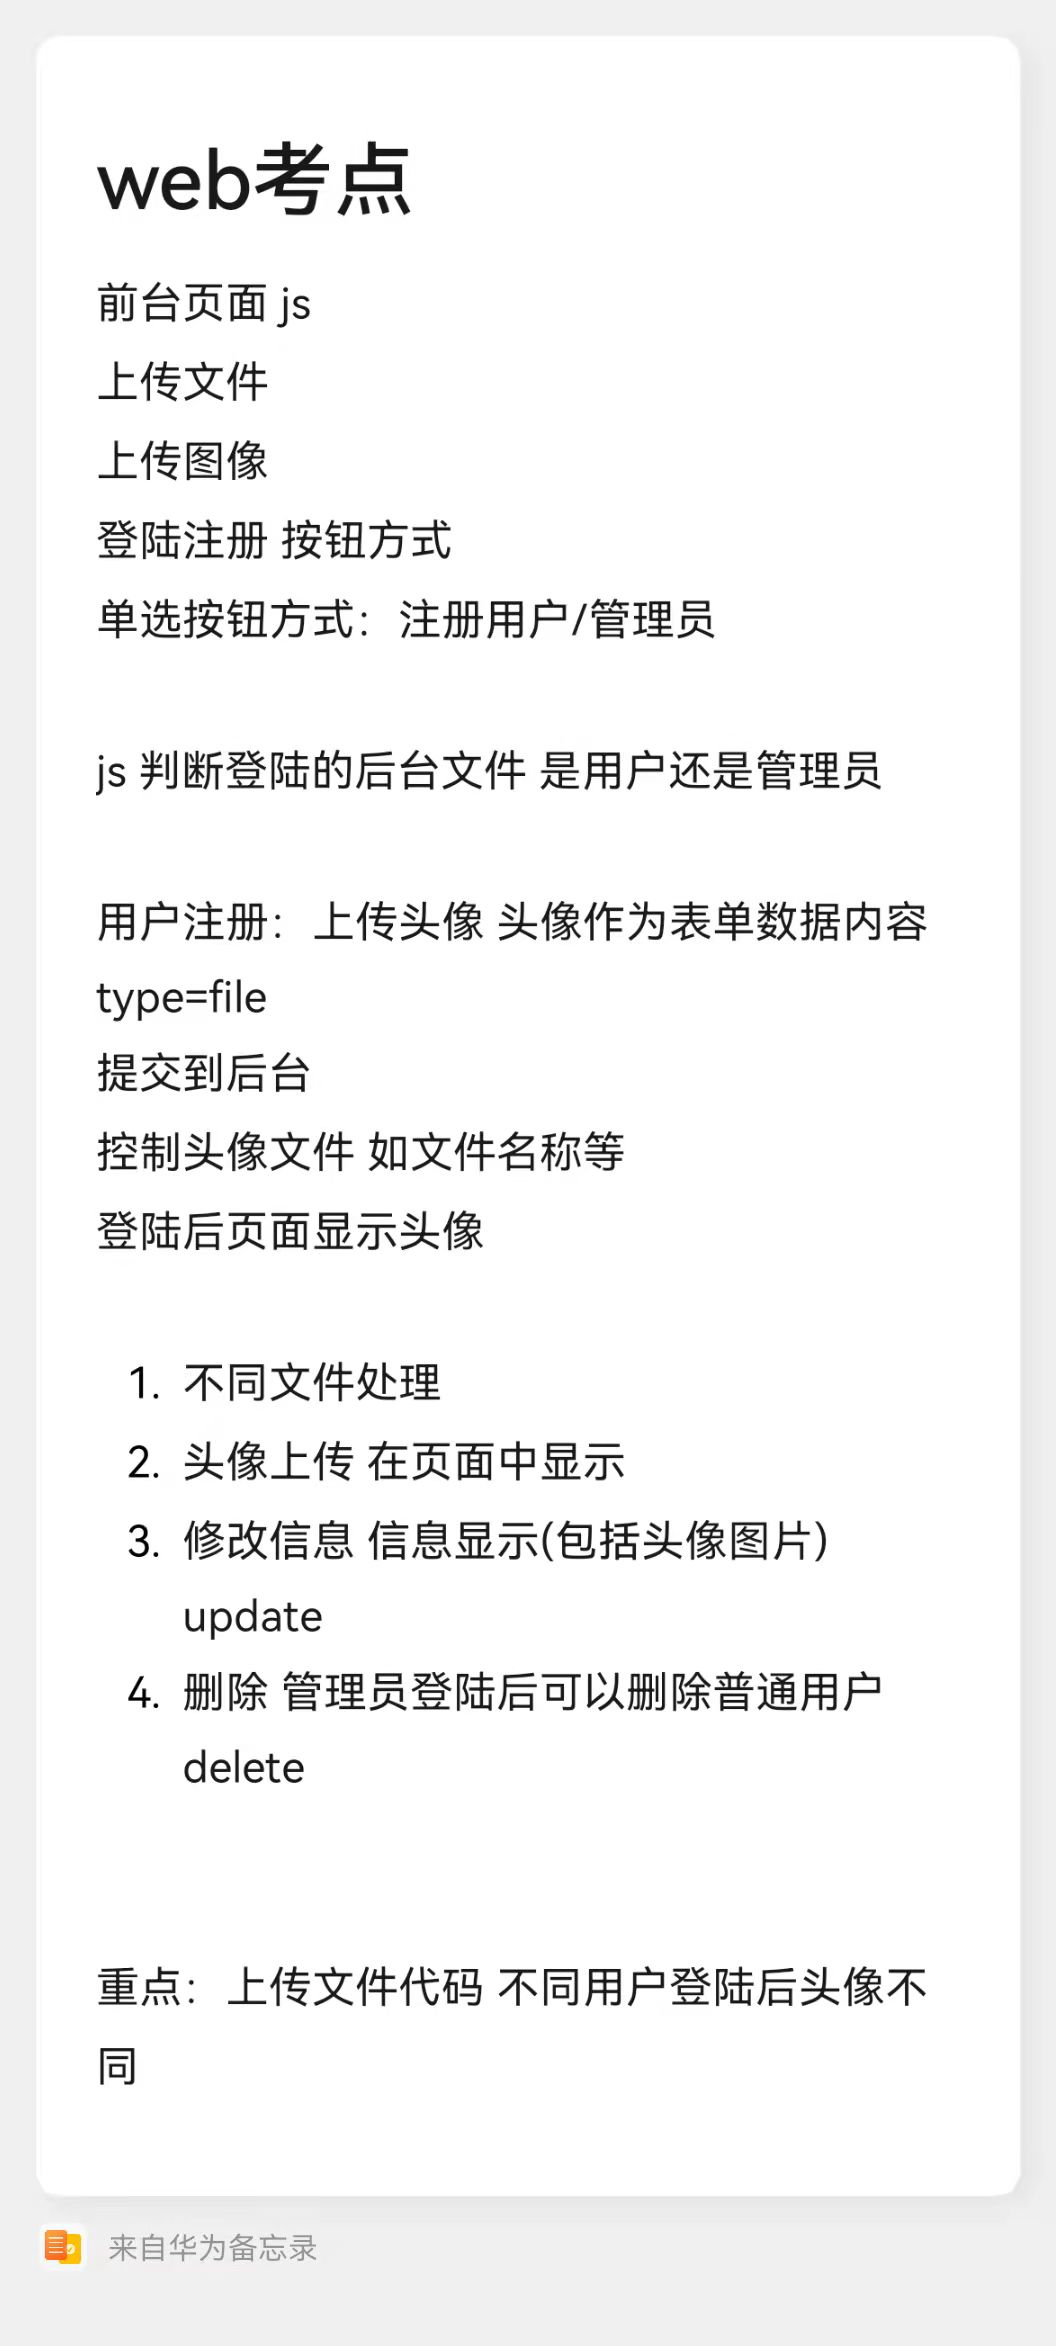 web考点
前台页面 js
上传文件
上传图像
登陆注册 按钮方式
单选按钮方式：注册用户/管理员
js 判断登陆的后台文件 是用户还是管理员
用户注册：上传头像 头像作为表单数据内容
type=file
提交到后台
控制头像文件 如文件名称等
登陆后页面显示头像
1. 不同文件处理
2. 头像上传 在页面中显示
3. 修改信息 信息显示(包括头像图片)
update
4. 删除 管理员登陆后可以删除普通用户
delete
重点：上传文件代码 不同用户登陆后头像不
同
来自华为备忘录